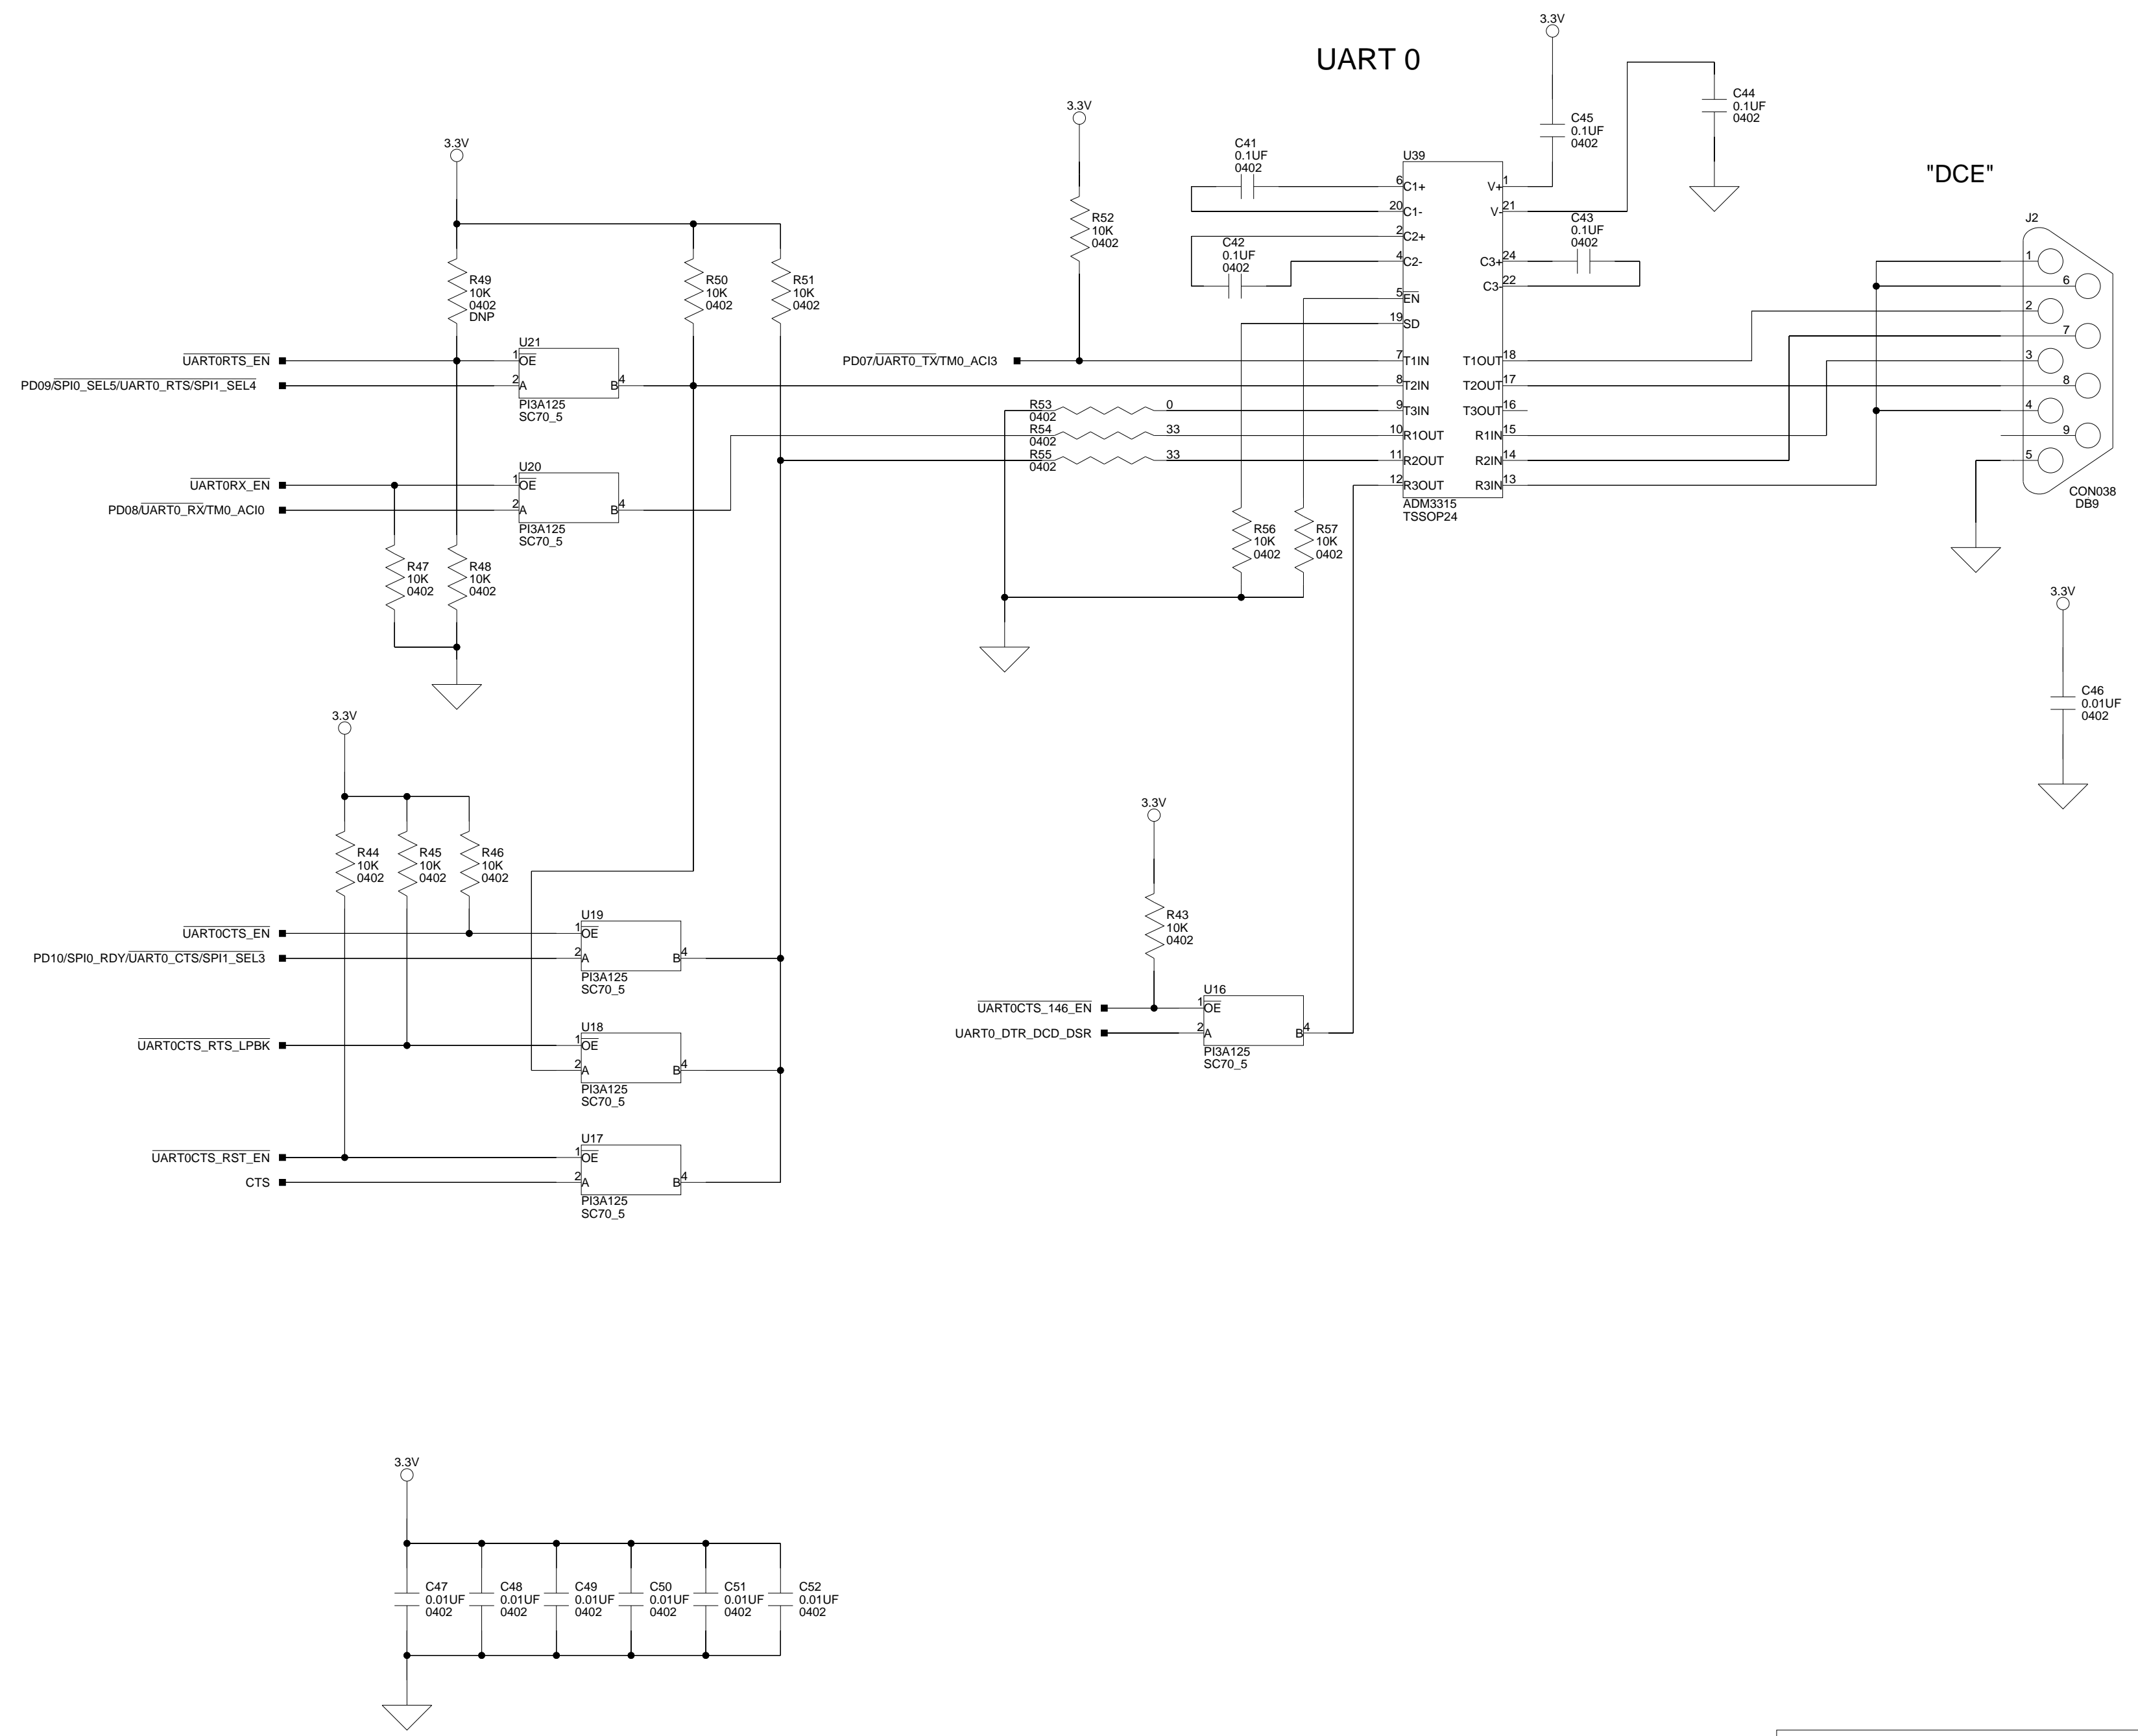 UART 0
"DCE"
3.3V
C44
0.1UF
0402
C45
0.1UF
0402
3.3V
C41
0.1UF
0402
R52
10K
0402
C42
0.1UF
0402
C43
0.1UF
0402
U39
6 C1+ V+ 1
20 C1- V- 21
2 C2+
4 C2- C3+ 24
C3- 22
5 EN
19 SD
7 T1IN T1OUT 18
8 T2IN T2OUT 17
9 T3IN T3OUT 16
10 R1OUT R1IN 15
11 R2OUT R2IN 14
12 R3OUT R3IN 13
ADM3315
TSSOP24
J2
1
6
2
7
3
8
4
9
5
CON038
DB9
3.3V
R49
10K
0402
DNP
R50
10K
0402
R51
10K
0402
UART0RTS_EN
PD09/SPI0_SEL5/UART0_RTS/SPI1_SEL4
U21
1 OE
2 A B 4
PI3A125
SC70_5
PD07/UART0_TX/TM0_ACI3
R53 0
0402
R54 33
0402
R55 33
0402
UART0RX_EN
PD08/UART0_RX/TM0_ACI0
U20
1 OE
2 A B 4
PI3A125
SC70_5
R47
10K
0402
R48
10K
0402
R56
10K
0402
R57
10K
0402
3.3V
C46
0.01UF
0402
3.3V
R44
10K
0402
R45
10K
0402
R46
10K
0402
UART0CTS_EN
PD10/SPI0_RDY/UART0_CTS/SPI1_SEL3
U19
1 OE
2 A B 4
PI3A125
SC70_5
UART0CTS_RTS_LPBK
U18
1 OE
2 A B 4
PI3A125
SC70_5
UART0CTS_RST_EN
CTS
U17
1 OE
2 A B 4
PI3A125
SC70_5
3.3V
R43
10K
0402
UART0CTS_146_EN
UART0_DTR_DCD_DSR
U16
1 OE
2 A B 4
PI3A125
SC70_5
3.3V
C47
0.01UF
0402
C48
0.01UF
0402
C49
0.01UF
0402
C50
0.01UF
0402
C51
0.01UF
0402
C52
0.01UF
0402